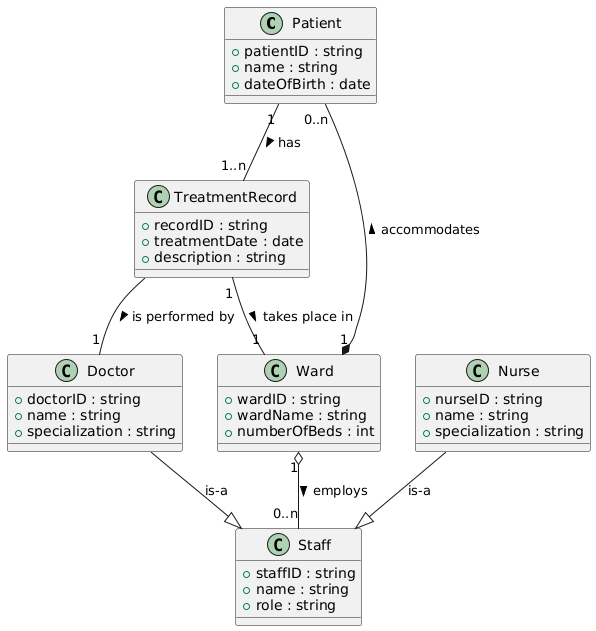 C Patient
patientID : string
name : string
dateOfBirth : date
1
0..n
has
1..n
C TreatmentRecord
recordID : string
treatmentDate : date
description : string
accommodates
1
is performed by
takes place in
1
1
1
C Doctor
doctorID : string
name : string
specialization : string
C Ward
wardID : string
wardName : string
numberOfBeds : int
C Nurse
nurseID : string
name : string
specialization : string
1
is-a
employs
is-a
0..n
C Staff
staffID : string
name : string
role : string